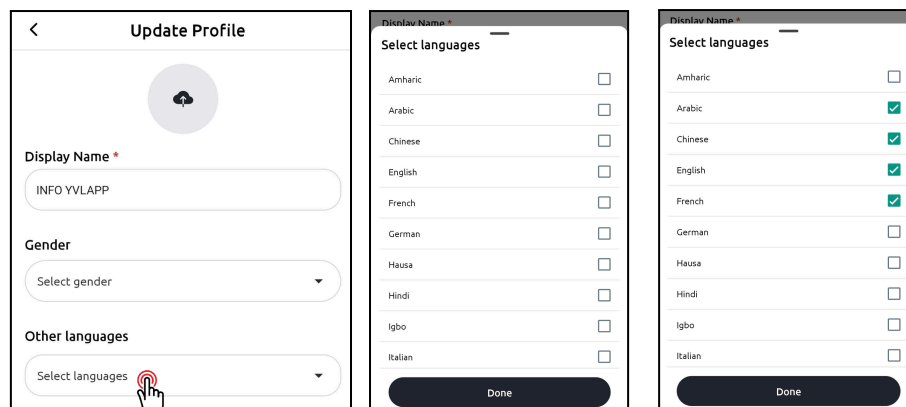 Update Profile
Display Name *
INFO YVLAPP
Gender
Select gender
Other languages
Select languages
Display Name *
Select languages
Amharic
Arabic
Chinese
English
French
German
Hausa
Hindi
Igbo
Italian
Done
Display Name *
Select languages
Amharic
Arabic
Chinese
English
French
German
Hausa
Hindi
Igbo
Italian
Done